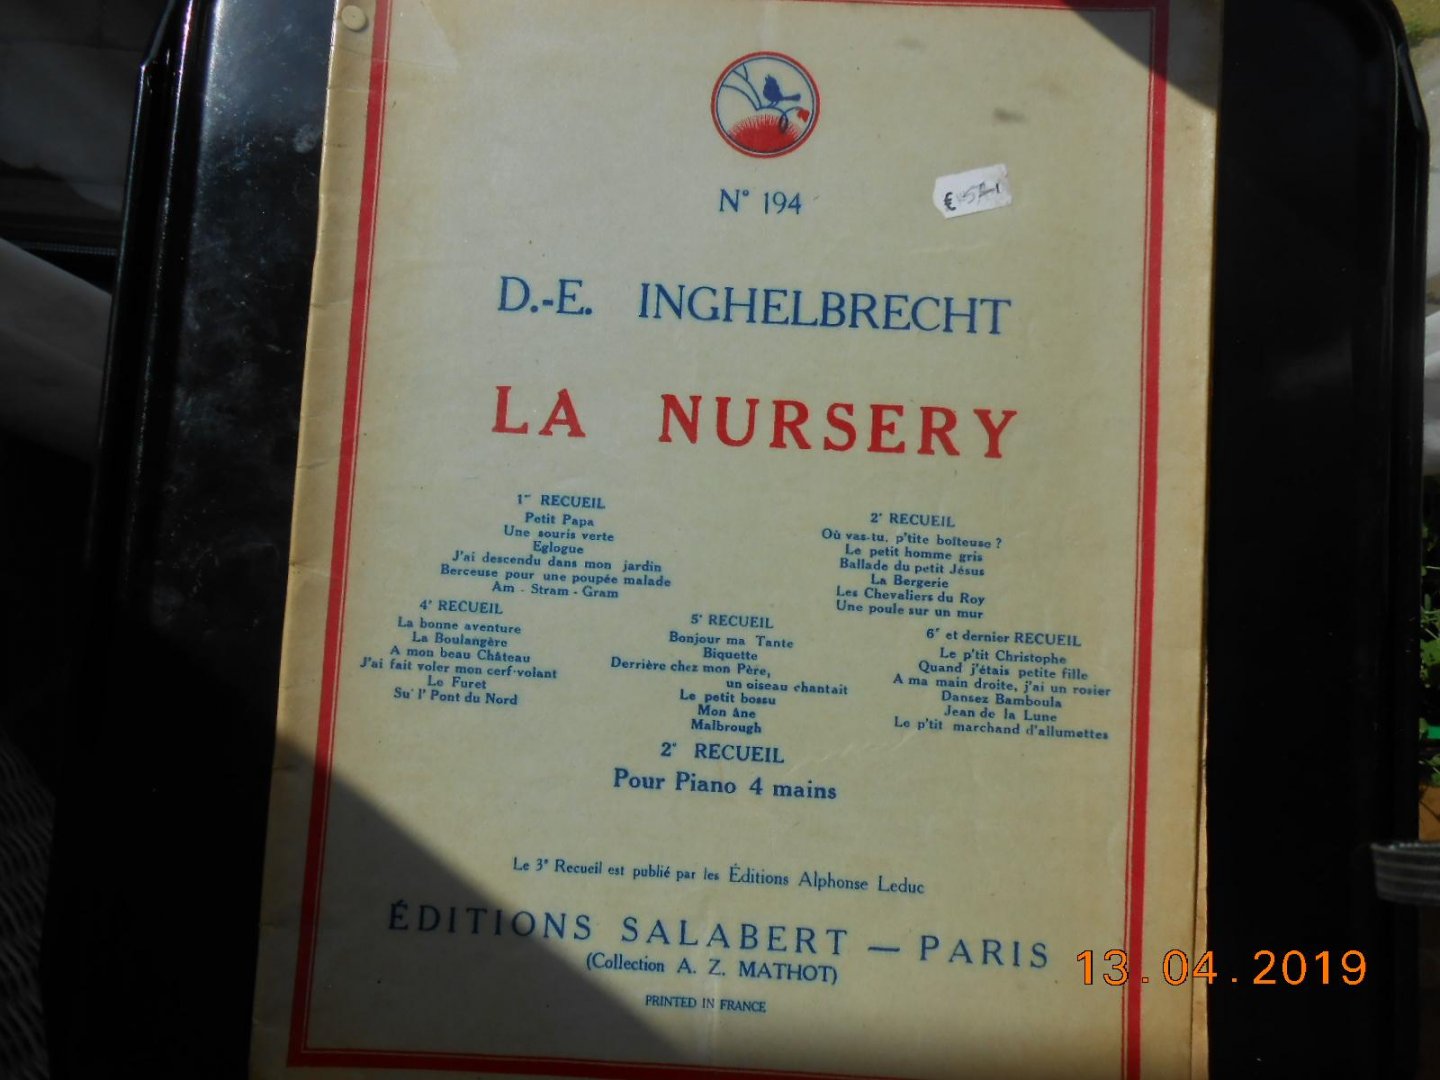 N° 194
€
D.-E. INGHELBRECHT
LA NURSERY
1er RECUEIL
Petit Papa
Une souris verte
Eglogue
J'ai descendu dans mon jardin
Berceuse pour une poupée malade
Am - Stram - Gram
2e RECUEIL
Où vas-tu, p'tite boîteuse ?
Le petit homme gris
Ballade du petit Jésus
La Bergerie
Les Chevaliers du Roy
Une poule sur un mur
4e RECUEIL
La bonne aventure
La Boulangère
A mon beau Château
J'ai fait voler mon cerf-volant
Le Furet
Su' l' Pont du Nord
5e RECUEIL
Bonjour ma Tante
Biquette
Derrière chez mon Père,
un oiseau chantait
Le petit bossu
Mon âne
Malbrough
6e et dernier RECUEIL
Le p'tit Christophe
Quand j'étais petite fille
A ma main droite, j'ai un rosier
Dansez Bamboula
Jean de la Lune
Le p'tit marchand d'allumettes
2e RECUEIL
Pour Piano 4 mains
Le 3e Recueil est publié par les Éditions Alphonse Leduc
ÉDITIONS SALABERT — PARIS
(Collection A. Z. MATHOT)
PRINTED IN FRANCE
13.04.2019